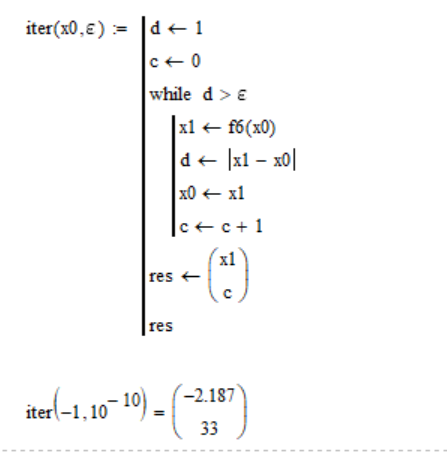 iter(x0,ε) := d ← 1
c ← 0
while d > ε
x1 ← f6(x0)
d ← |x1 − x0|
x0 ← x1
c ← c + 1
res ← (x1
c)
res
iter(−1,10^−10) = (−2.187
33)